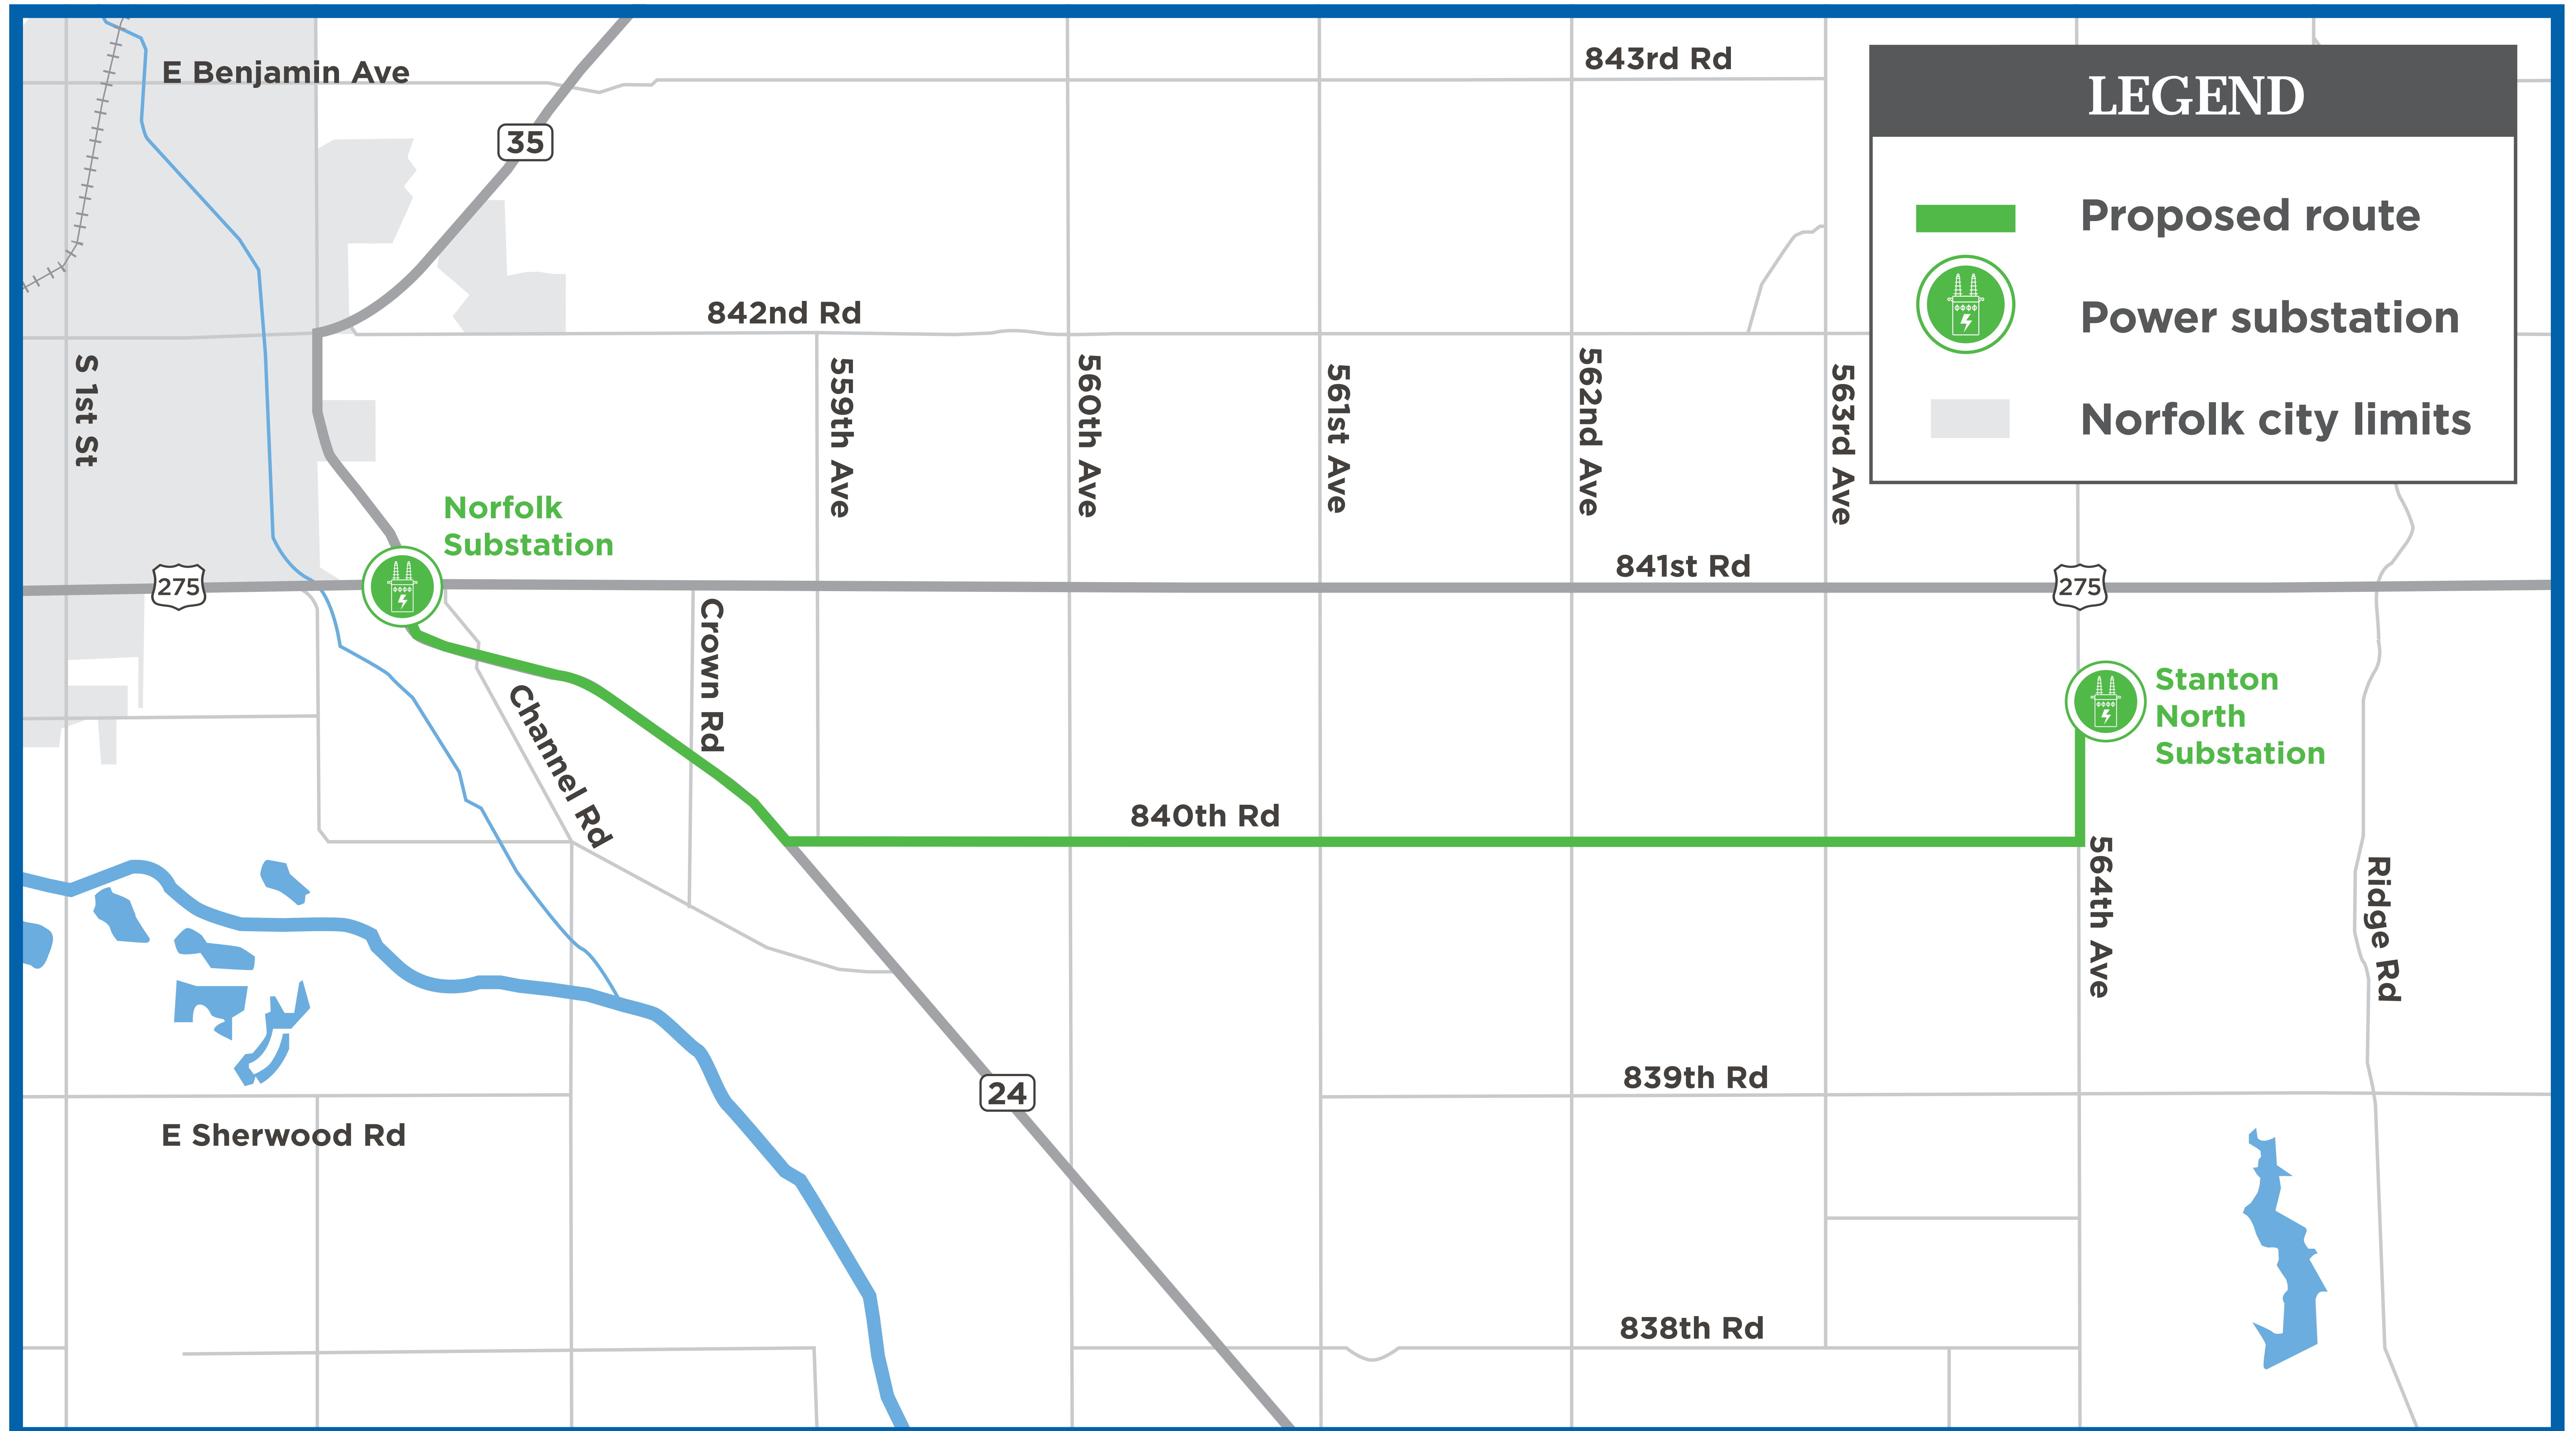 E Benjamin Ave
843rd Rd
LEGEND
35
Proposed route
Power substation
842nd Rd
Norfolk city limits
S 1st St
559th Ave
560th Ave
561st Ave
562nd Ave
563rd Ave
Norfolk
Substation
841st Rd
275
275
Crown Rd
Channel Rd
Stanton
North
Substation
840th Rd
564th Ave
Ridge Rd
24
839th Rd
E Sherwood Rd
838th Rd